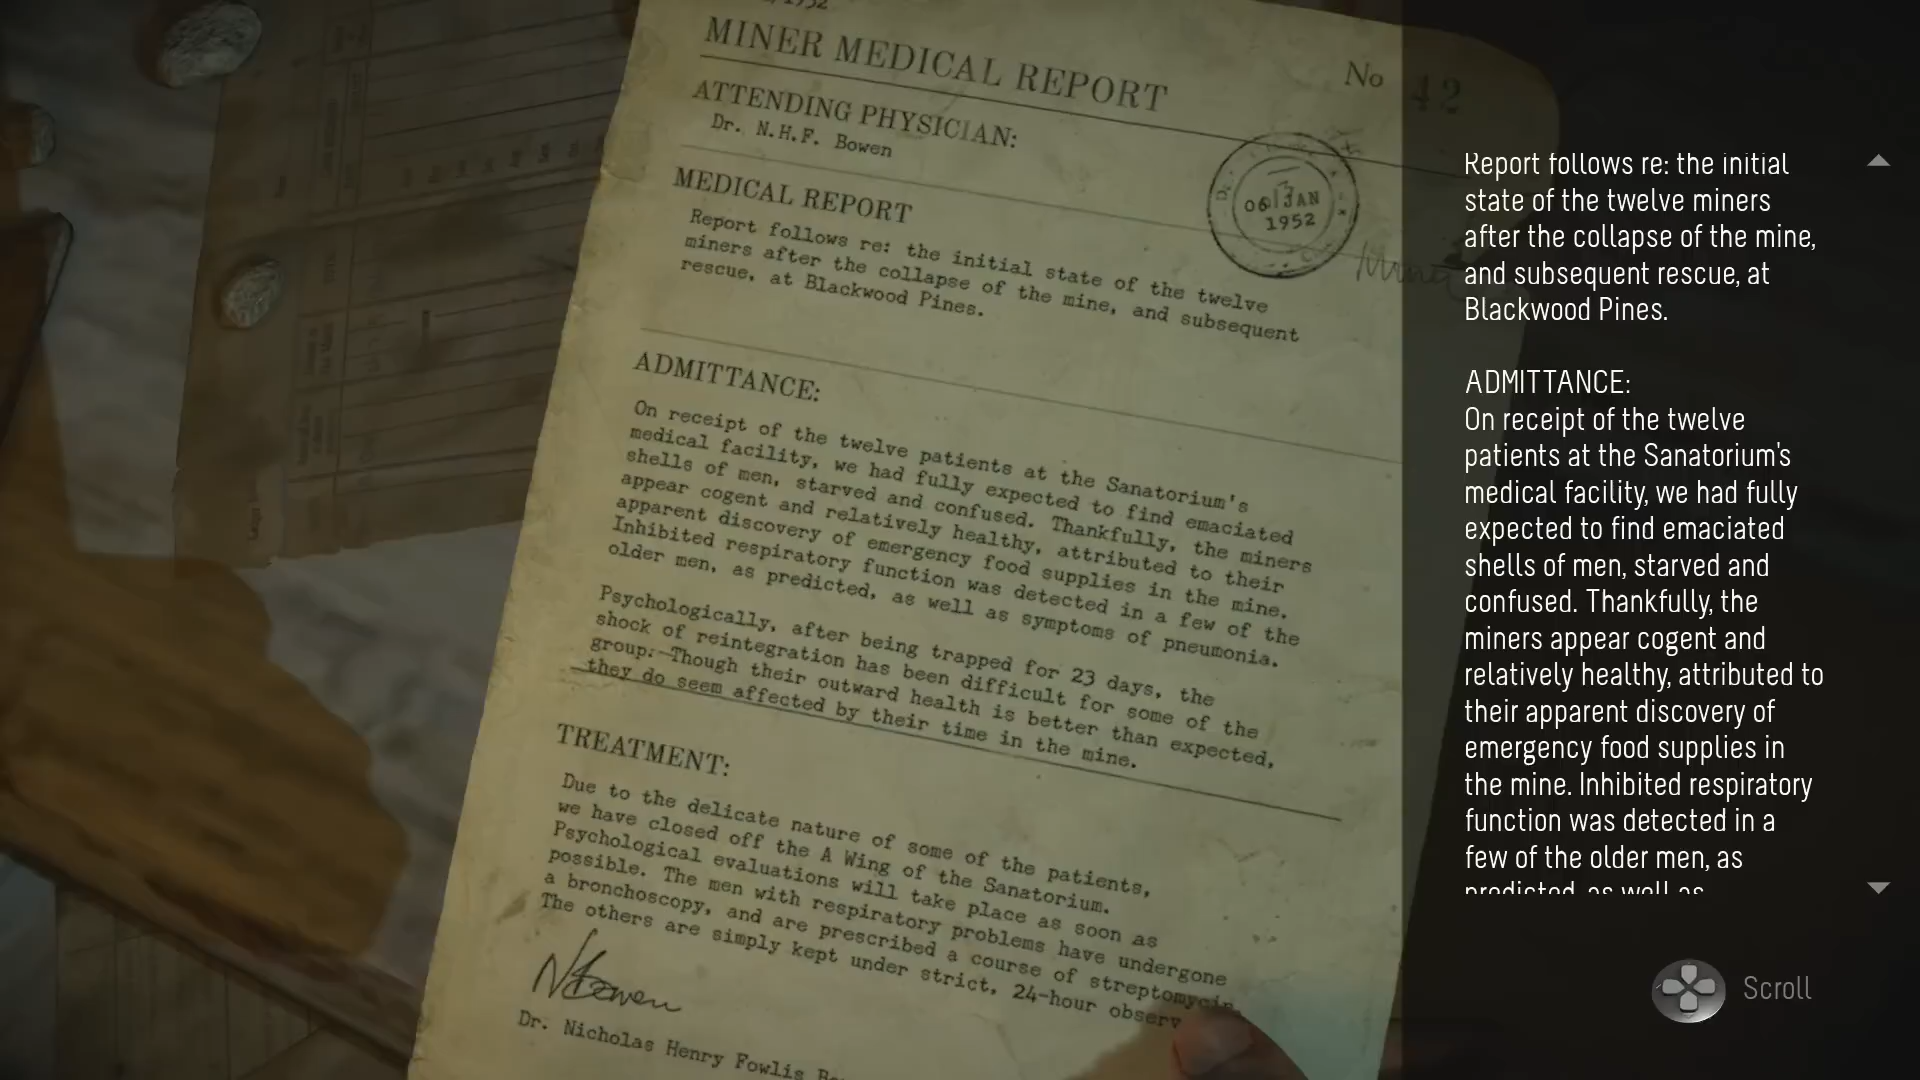 MINER MEDICAL REPORT
No 42
ATTENDING PHYSICIAN:
Dr. N.H.F. Bowen
JAN
1952
MEDICAL REPORT
Report follows re: the initial state of the twelve
miners after the collapse of the mine, and subsequent
rescue, at Blackwood Pines.
ADMITTANCE:
On receipt of the twelve patients at the Sanatorium's
medical facility, we had fully expected to find emaciated
shells of men, starved and confused. Thankfully, the miners
appear cogent and relatively healthy, attributed to their
apparent discovery of emergency food supplies in the mine.
Inhibited respiratory function was detected in a few of the
older men, as predicted, as well as symptoms of pneumonia.
Psychologically, after being trapped for 23 days, the
shock of reintegration has been difficult for some of the
group. Though their outward health is better than expected,
they do seem affected by their time in the mine.
TREATMENT:
Due to the delicate nature of some of the patients,
we have closed off the A Wing of the Sanatorium.
Psychological evaluations will take place as soon as
possible. The men with respiratory problems have undergone
a bronchoscopy, and are prescribed a course of streptomycin.
The others are simply kept under strict, 24-hour observ
NBowen
Dr. Nicholas Henry Fowlis
Report follows re: the initial
state of the twelve miners
after the collapse of the mine,
and subsequent rescue, at
Blackwood Pines.
ADMITTANCE:
On receipt of the twelve
patients at the Sanatorium's
medical facility, we had fully
expected to find emaciated
shells of men, starved and
confused. Thankfully, the
miners appear cogent and
relatively healthy, attributed to
their apparent discovery of
emergency food supplies in
the mine. Inhibited respiratory
function was detected in a
few of the older men, as
predicted, as well as
Scroll